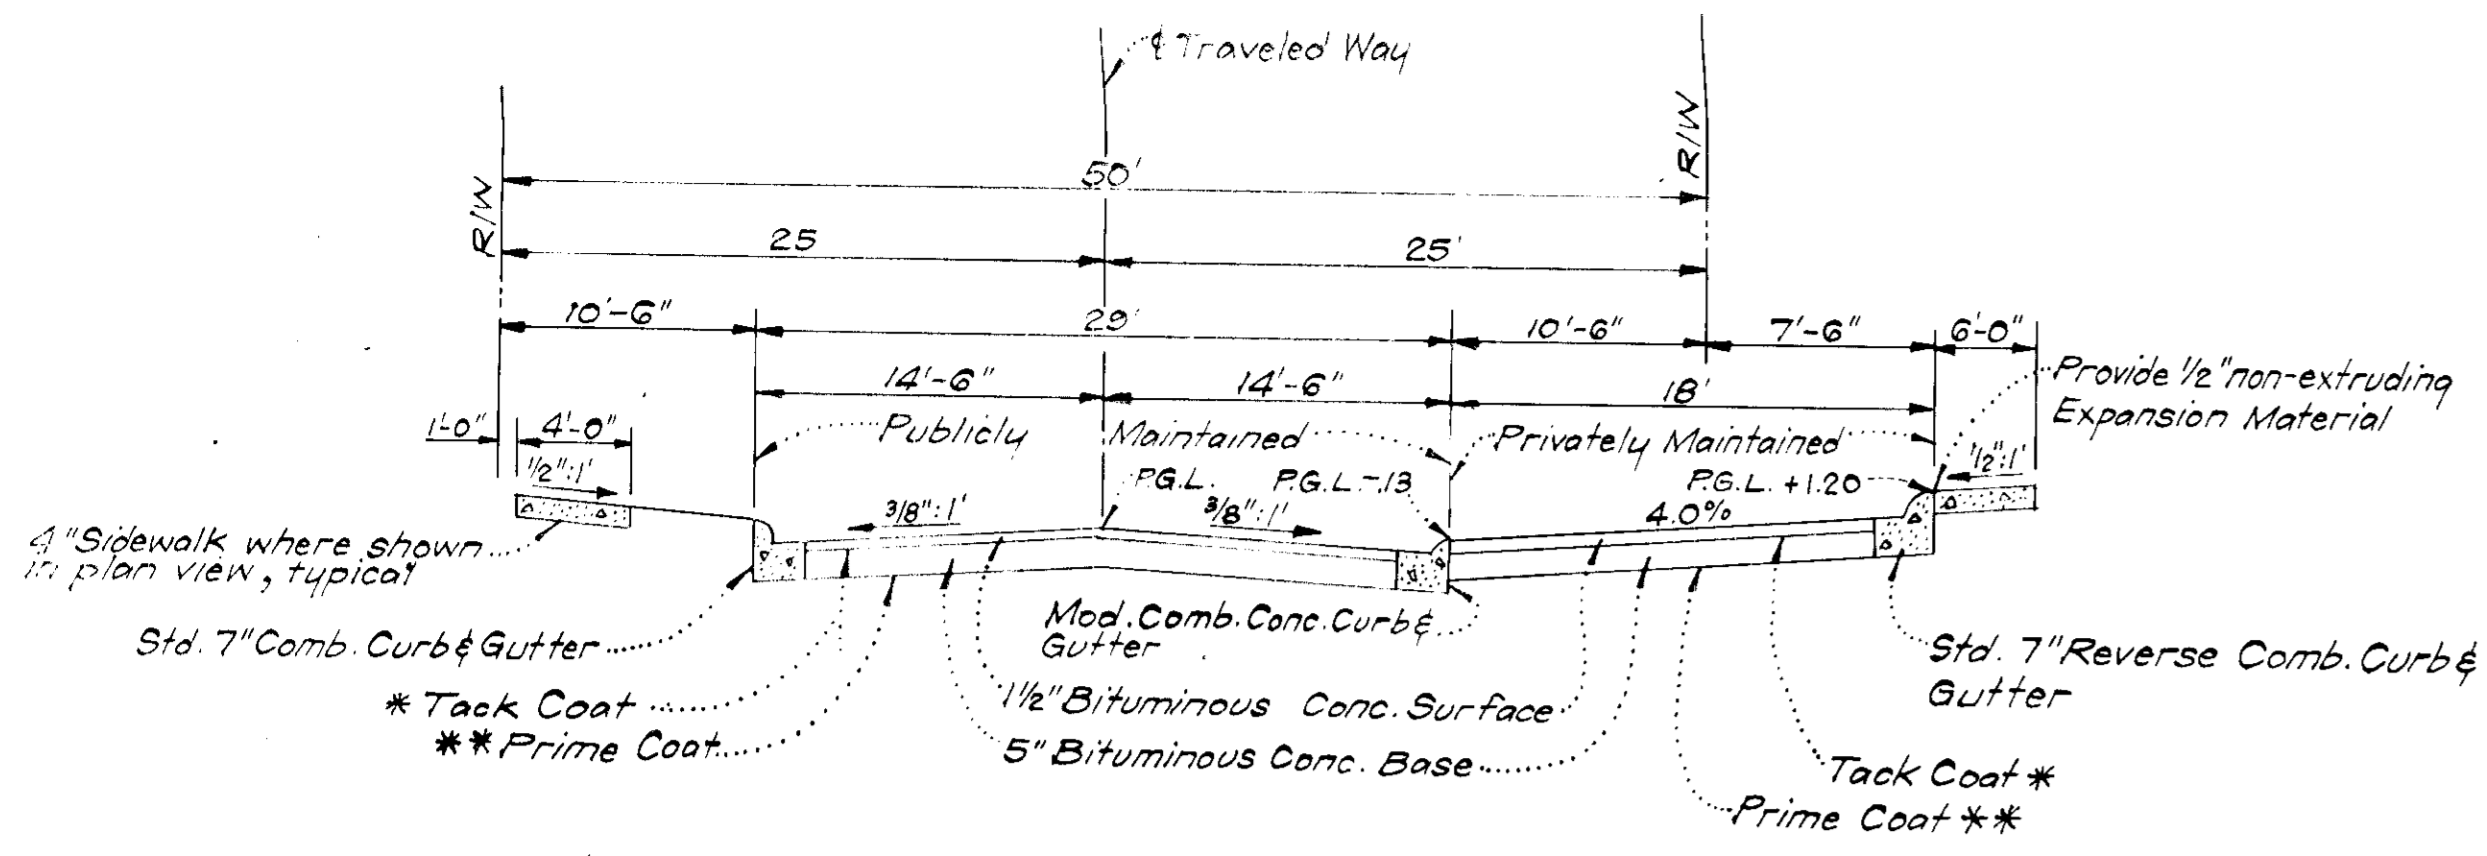 ℄ Traveled Way
R/W
R/W
50'
25
25'
10'-6"
29'
10'-6"
7'-6"
6'-0"
14'-6"
14'-6"
18'
Provide 1/2" non-extruding
Expansion Material
1'-0"
4'-0"
Publicly Maintained
Privately Maintained
1/2":1'
P.G.L.
P.G.L.-.13
P.G.L. +1.20
1/2":1'
3/8":1'
3/8":1'
4.0%
4" Sidewalk where shown
in plan view, typical
Std. 7" Comb. Curb & Gutter
Mod. Comb. Conc. Curb &
Gutter
Std. 7" Reverse Comb. Curb &
Gutter
* Tack Coat
** Prime Coat
1 1/2" Bituminous Conc. Surface
5" Bituminous Conc. Base
Tack Coat *
Prime Coat **